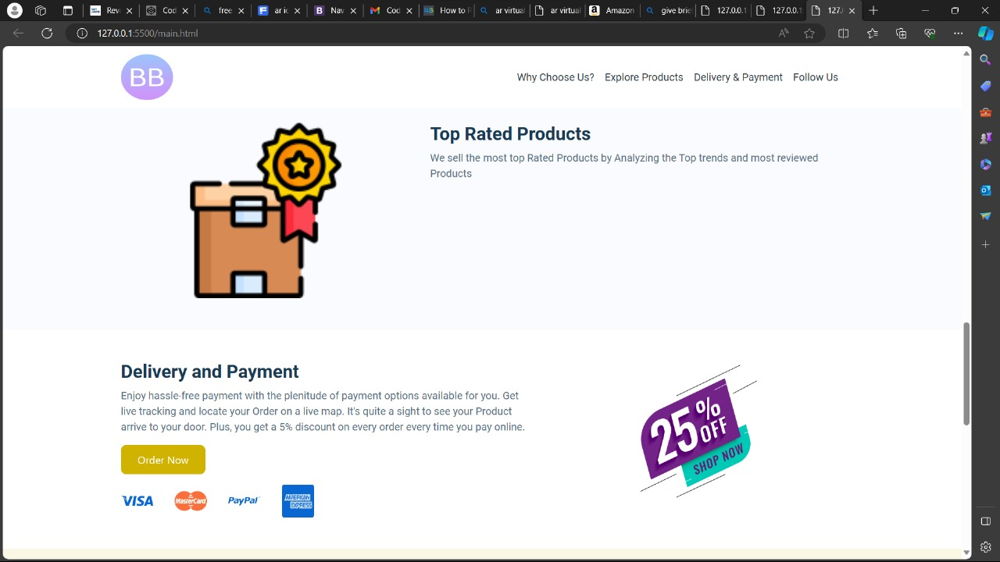 Rev
Cod
free
ar i
Nav
Cod
How to F
ar virtual
ar virtual
Amazon
give brie
127.0.0.1
127.0.0.1
127.
127.0.0.1:5500/main.html
BB
Why Choose Us?
Explore Products
Delivery & Payment
Follow Us
Top Rated Products
We sell the most top Rated Products by Analyzing the Top trends and most reviewed
Products
Delivery and Payment
Enjoy hassle-free payment with the plenitude of payment options available for you. Get
live tracking and locate your Order on a live map. It's quite a sight to see your Product
arrive to your door. Plus, you get a 5% discount on every order every time you pay online.
Order Now
VISA
MasterCard
PayPal
AMERICAN
EXPRESS
25%
OFF
SHOP NOW